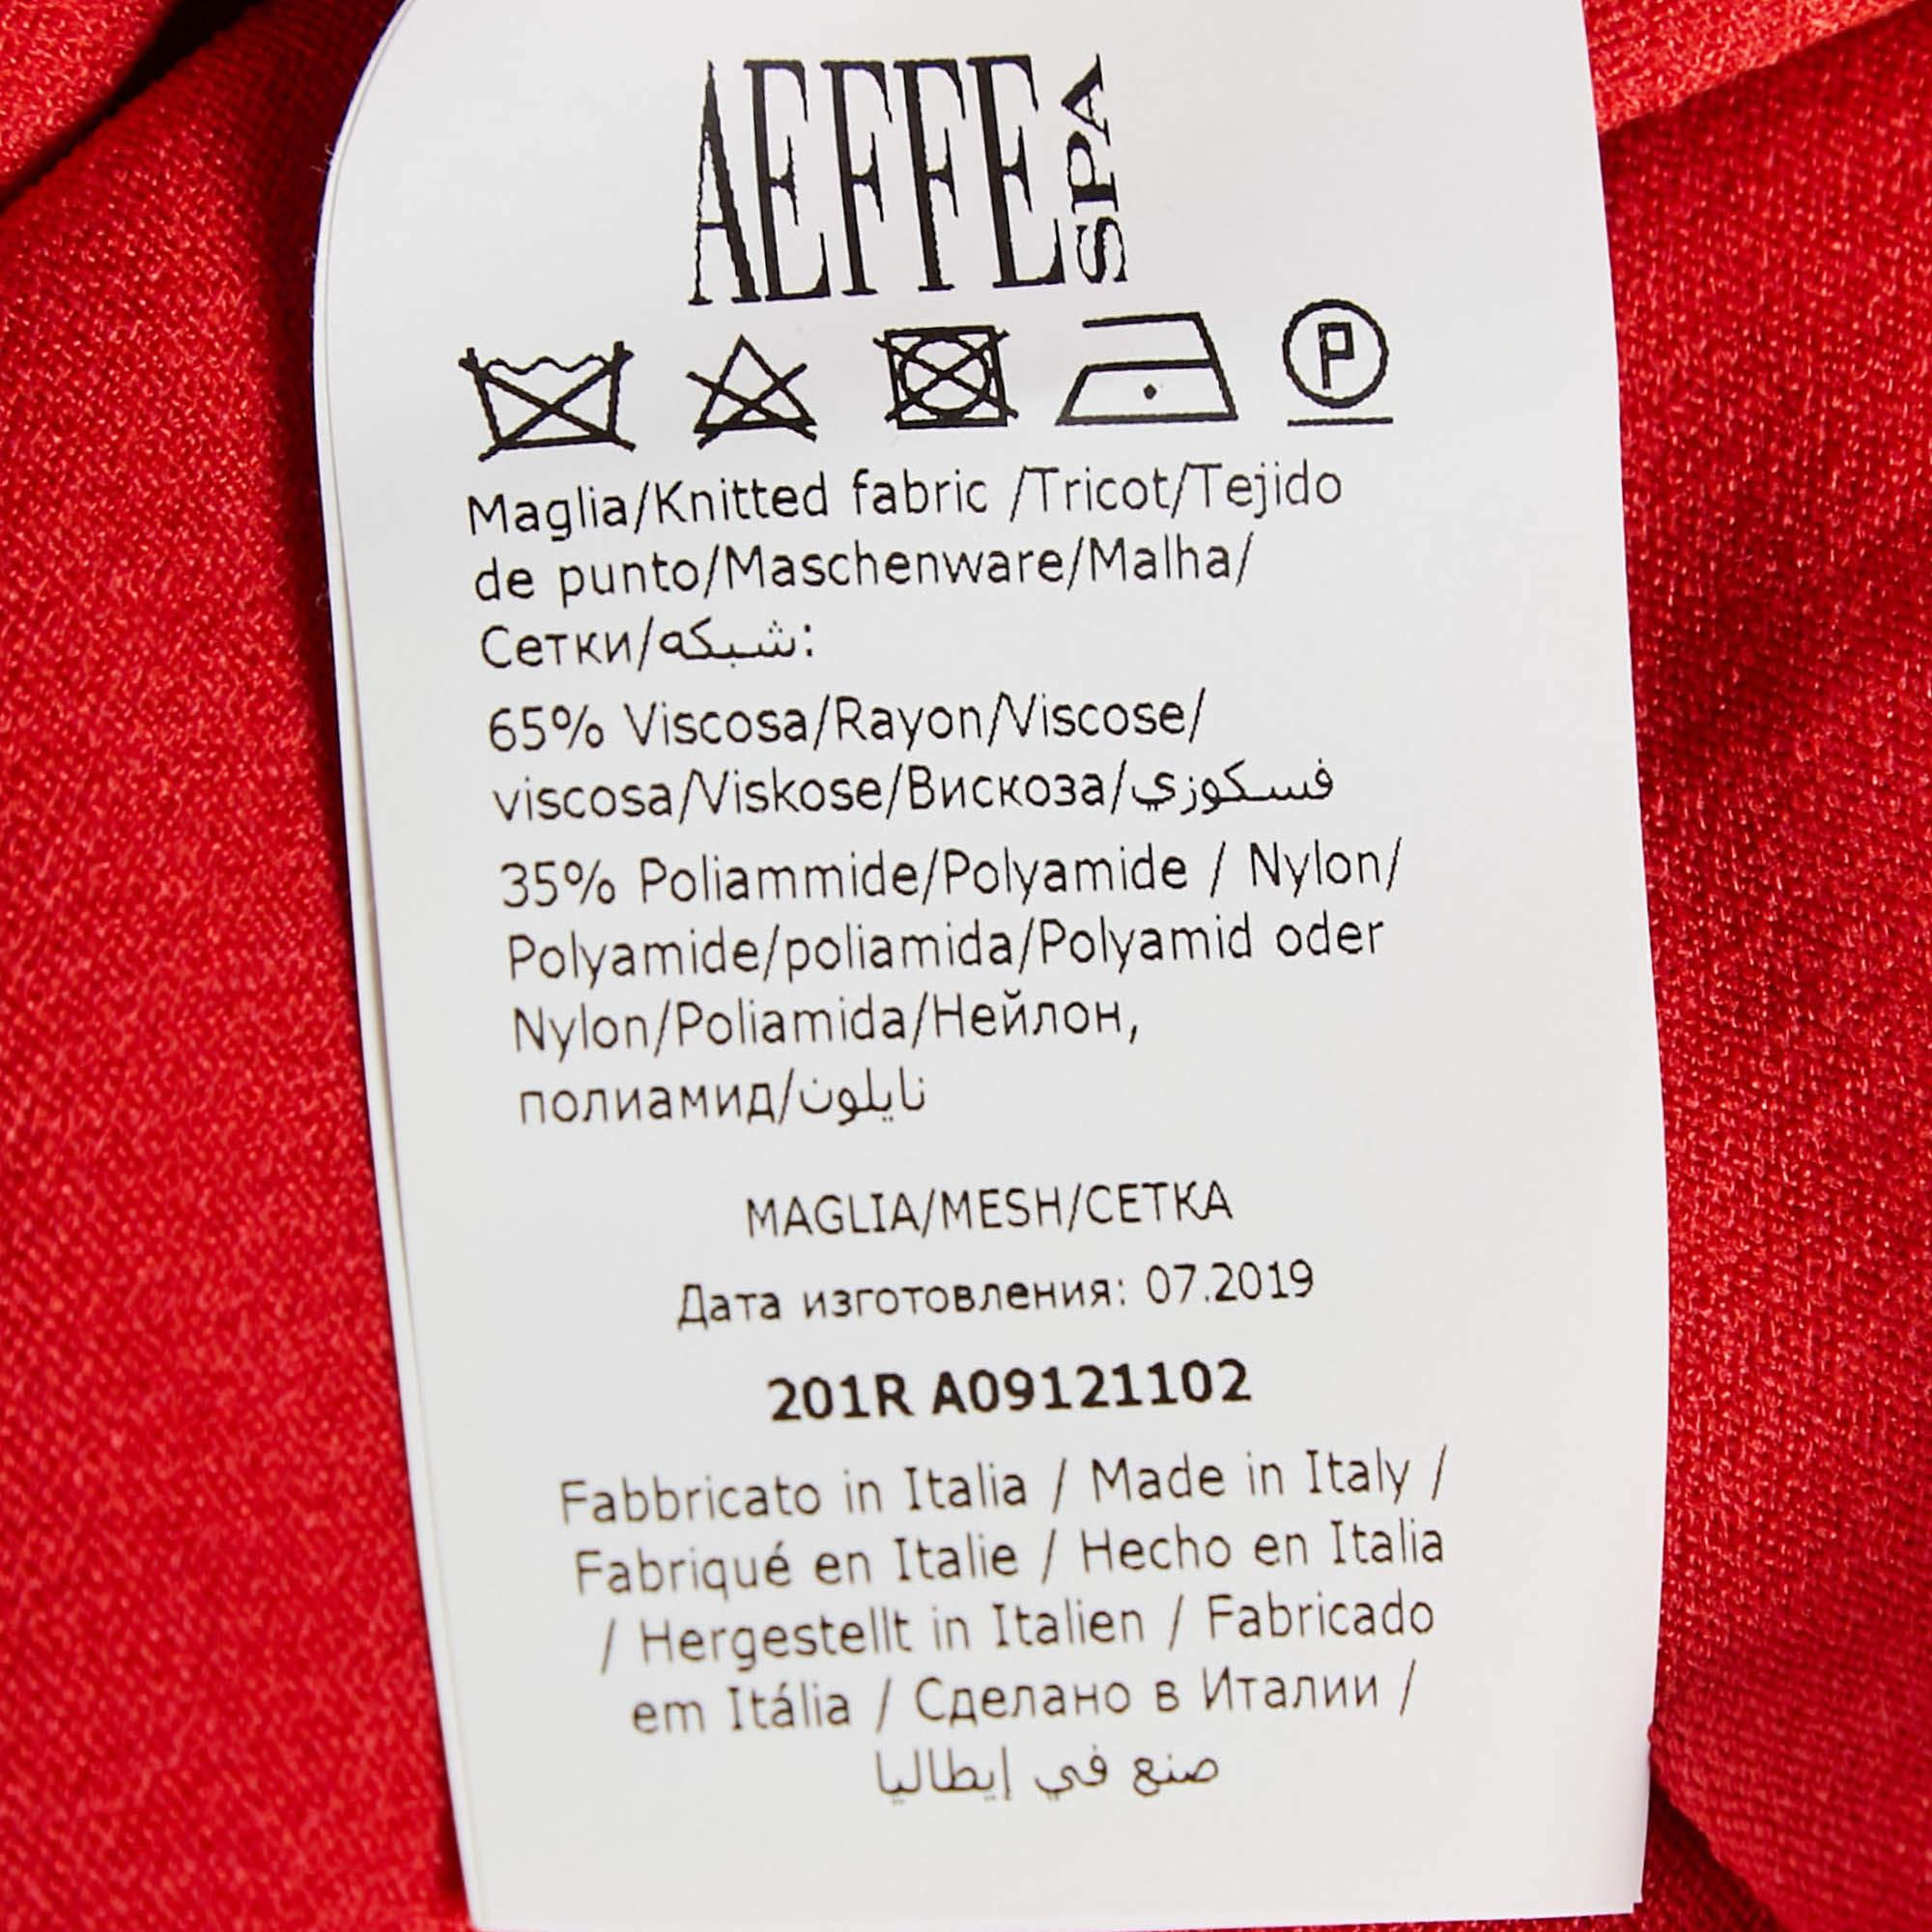 AEFFE SPA
P
Maglia/Knitted fabric /Tricot/Tejido
de punto/Maschenware/Malha/
Сетки/شبكه:
65% Viscosa/Rayon/Viscose/
viscosa/Viskose/Вискоза/فسكوزي
35% Poliammide/Polyamide / Nylon/
Polyamide/poliamida/Polyamid oder
Nylon/Poliamida/Нейлон,
полиамид/نايلون
MAGLIA/MESH/СЕТКА
Дата изготовления: 07.2019
201R A09121102
Fabbricato in Italia / Made in Italy /
Fabriqué en Italie / Hecho en Italia
/ Hergestellt in Italien / Fabricado
em Itália / Сделано в Италии /
صنع في إيطاليا